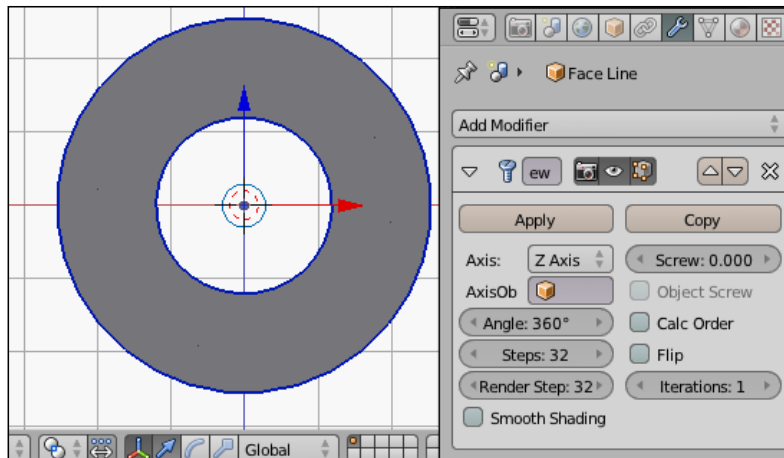 Face Line
Add Modifier
ew
Apply
Copy
Axis:
Z Axis
Screw: 0.000
AxisOb
Object Screw
Angle: 360°
Calc Order
Steps: 32
Flip
Render Step: 32
Iterations: 1
Smooth Shading
Global